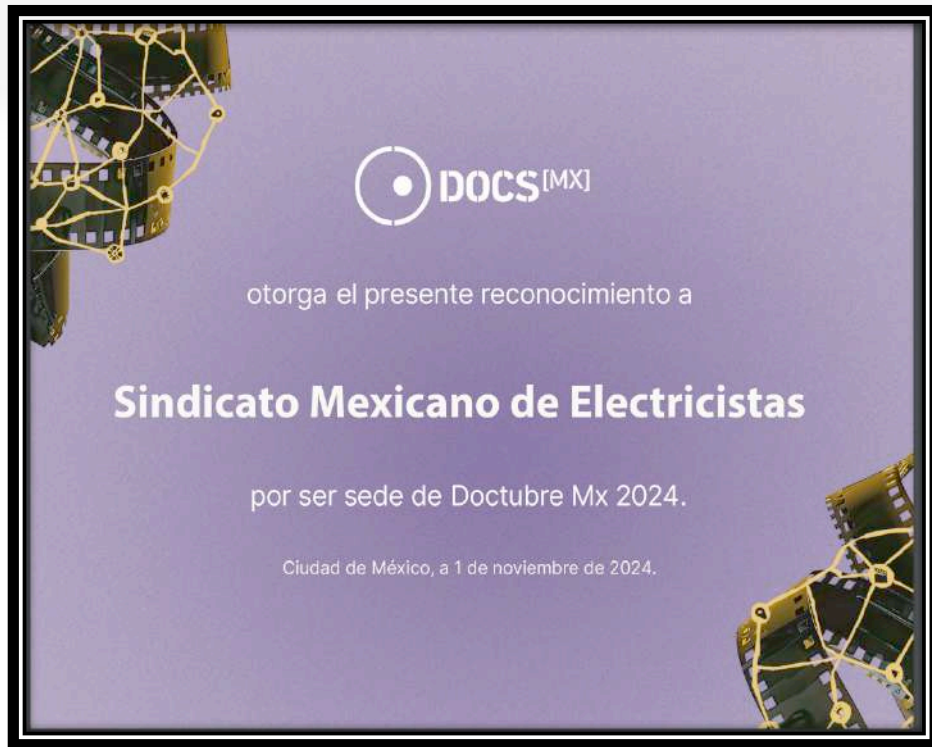 DOCS[MX]
otorga el presente reconocimiento a
Sindicato Mexicano de Electricistas
por ser sede de Doctubre Mx 2024.
Ciudad de México, a 1 de noviembre de 2024.